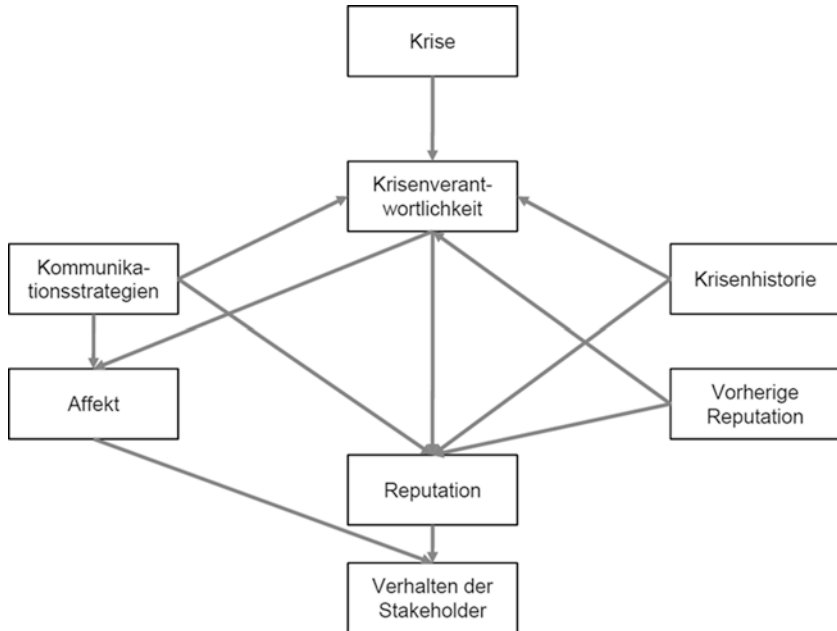 Krise
Krisenverant-
wortlichkeit
Kommunika-
tionsstrategien
Krisenhistorie
Affekt
Vorherige
Reputation
Reputation
Verhalten der
Stakeholder